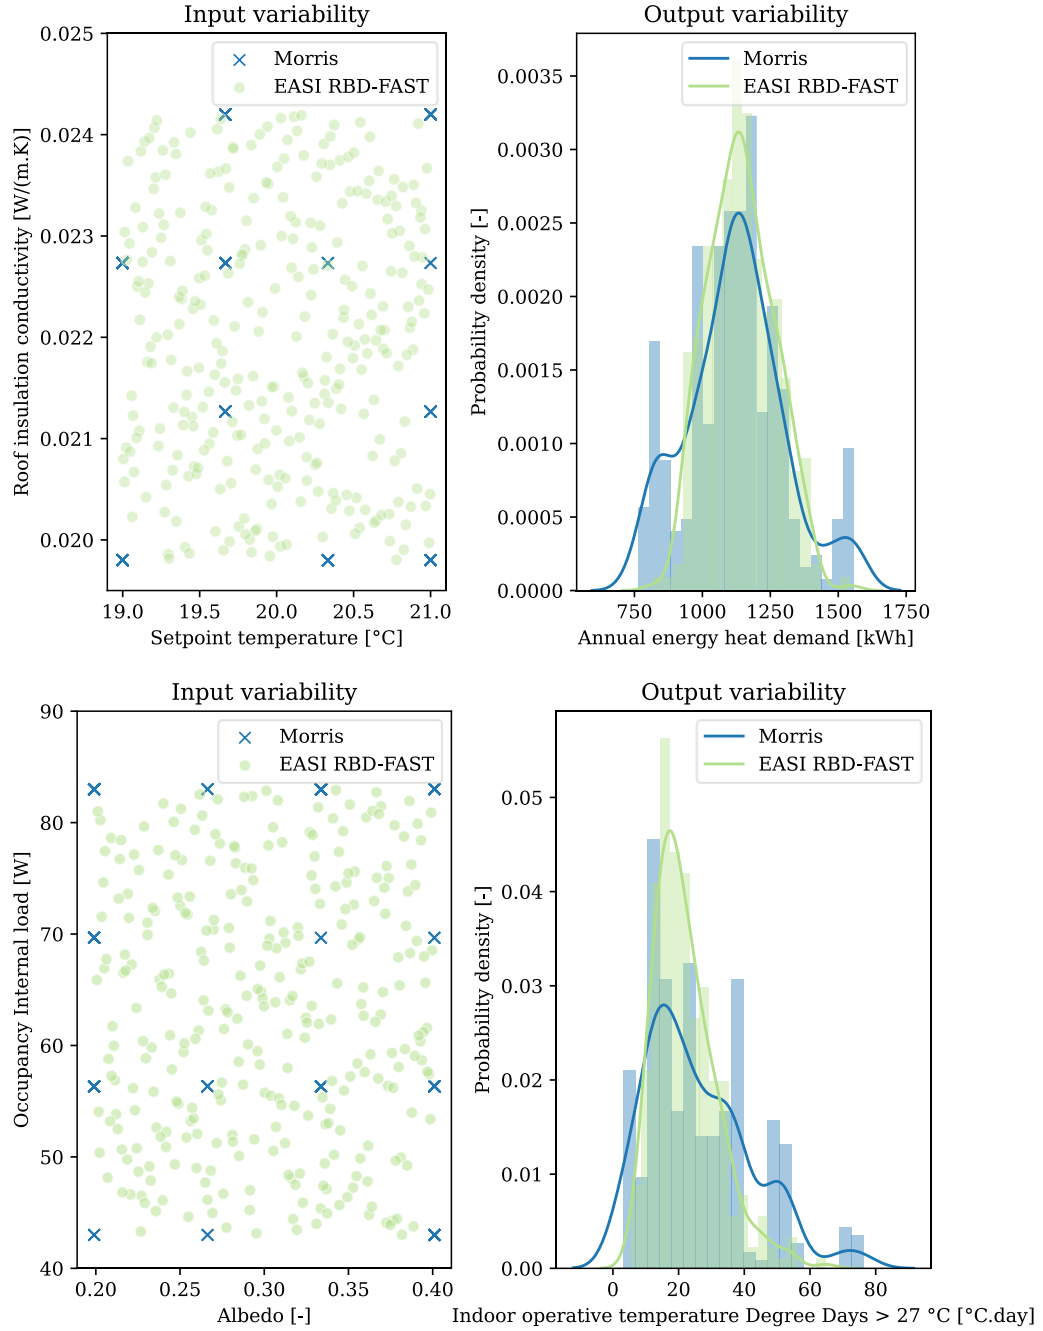 Input variability
Output variability
Morris
EASI RBD-FAST
Morris
EASI RBD-FAST
0.025
0.024
0.023
0.022
0.021
0.020
Roof insulation conductivity [W/(m.K)]
19.0 19.5 20.0 20.5 21.0
Setpoint temperature [°C]
0.0035
0.0030
0.0025
0.0020
0.0015
0.0010
0.0005
0.0000
Probability density [-]
750 1000 1250 1500 1750
Annual energy heat demand [kWh]
Input variability
Output variability
Morris
EASI RBD-FAST
Morris
EASI RBD-FAST
90
80
70
60
50
40
Occupancy Internal load [W]
0.20 0.25 0.30 0.35 0.40
Albedo [-]
0.05
0.04
0.03
0.02
0.01
0.00
Probability density [-]
0 20 40 60 80
Indoor operative temperature Degree Days > 27 °C [°C.day]